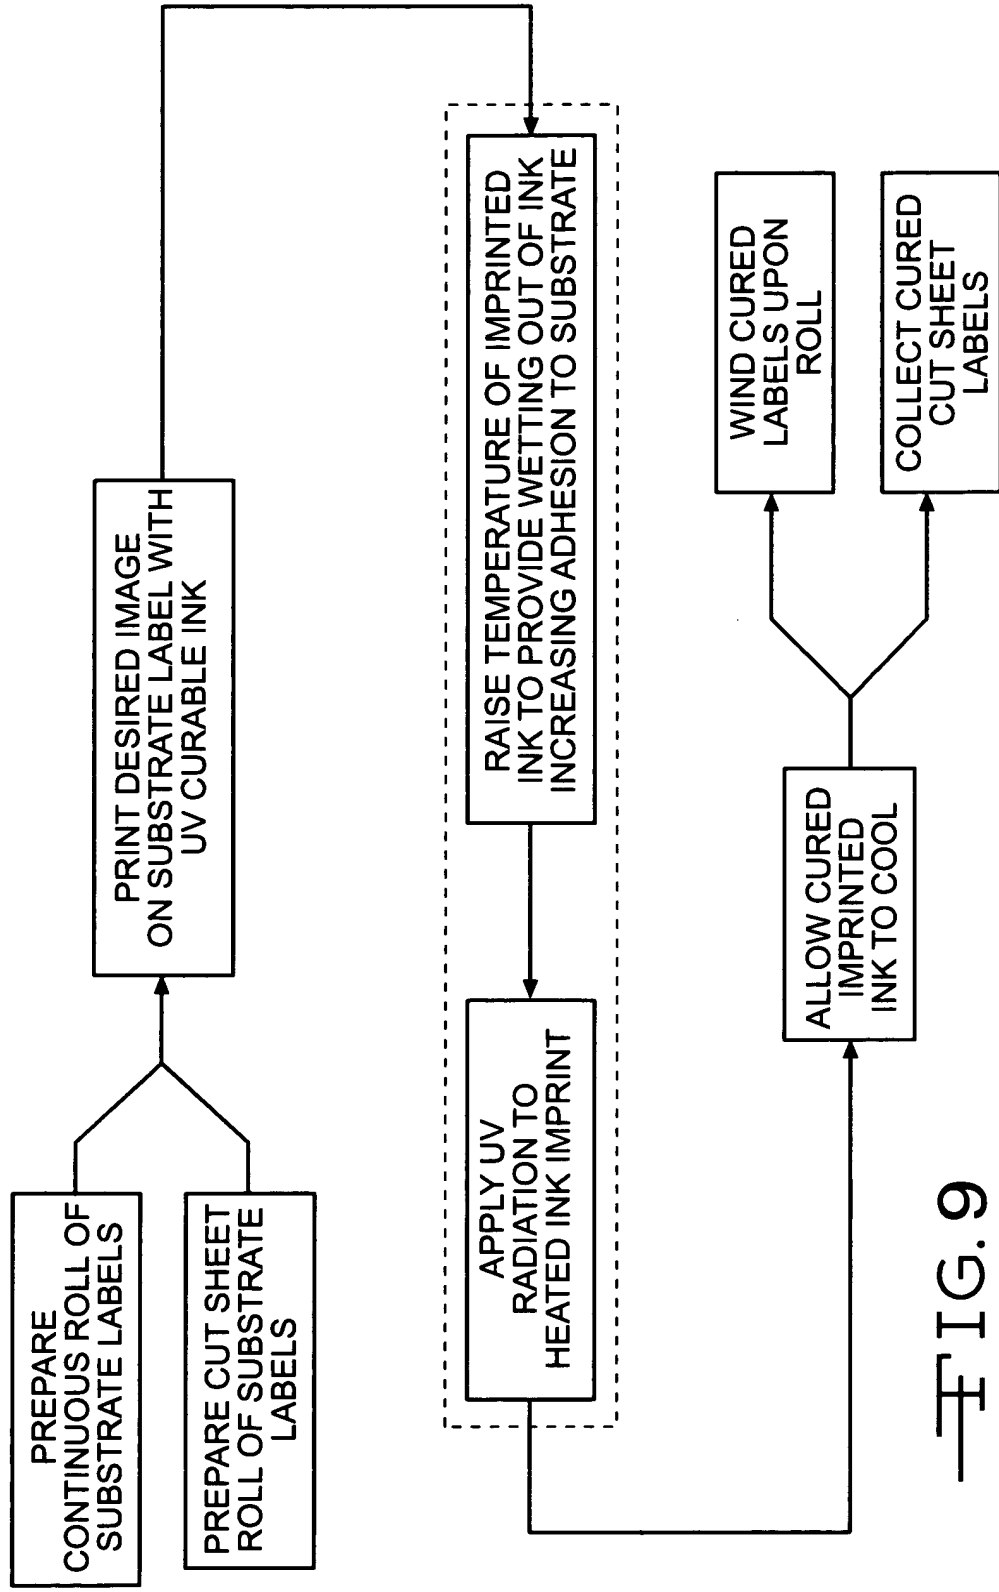 PREPARE
CONTINUOUS ROLL OF
SUBSTRATE LABELS
PREPARE CUT SHEET
ROLL OF SUBSTRATE
LABELS
PRINT DESIRED IMAGE
ON SUBSTRATE LABEL WITH
UV CURABLE INK
RAISE TEMPERATURE OF IMPRINTED
INK TO PROVIDE WETTING OUT OF INK
INCREASING ADHESION TO SUBSTRATE
APPLY UV
RADIATION TO
HEATED INK IMPRINT
ALLOW CURED
IMPRINTED
INK TO COOL
WIND CURED
LABELS UPON
ROLL
COLLECT CURED
CUT SHEET
LABELS
FIG. 9